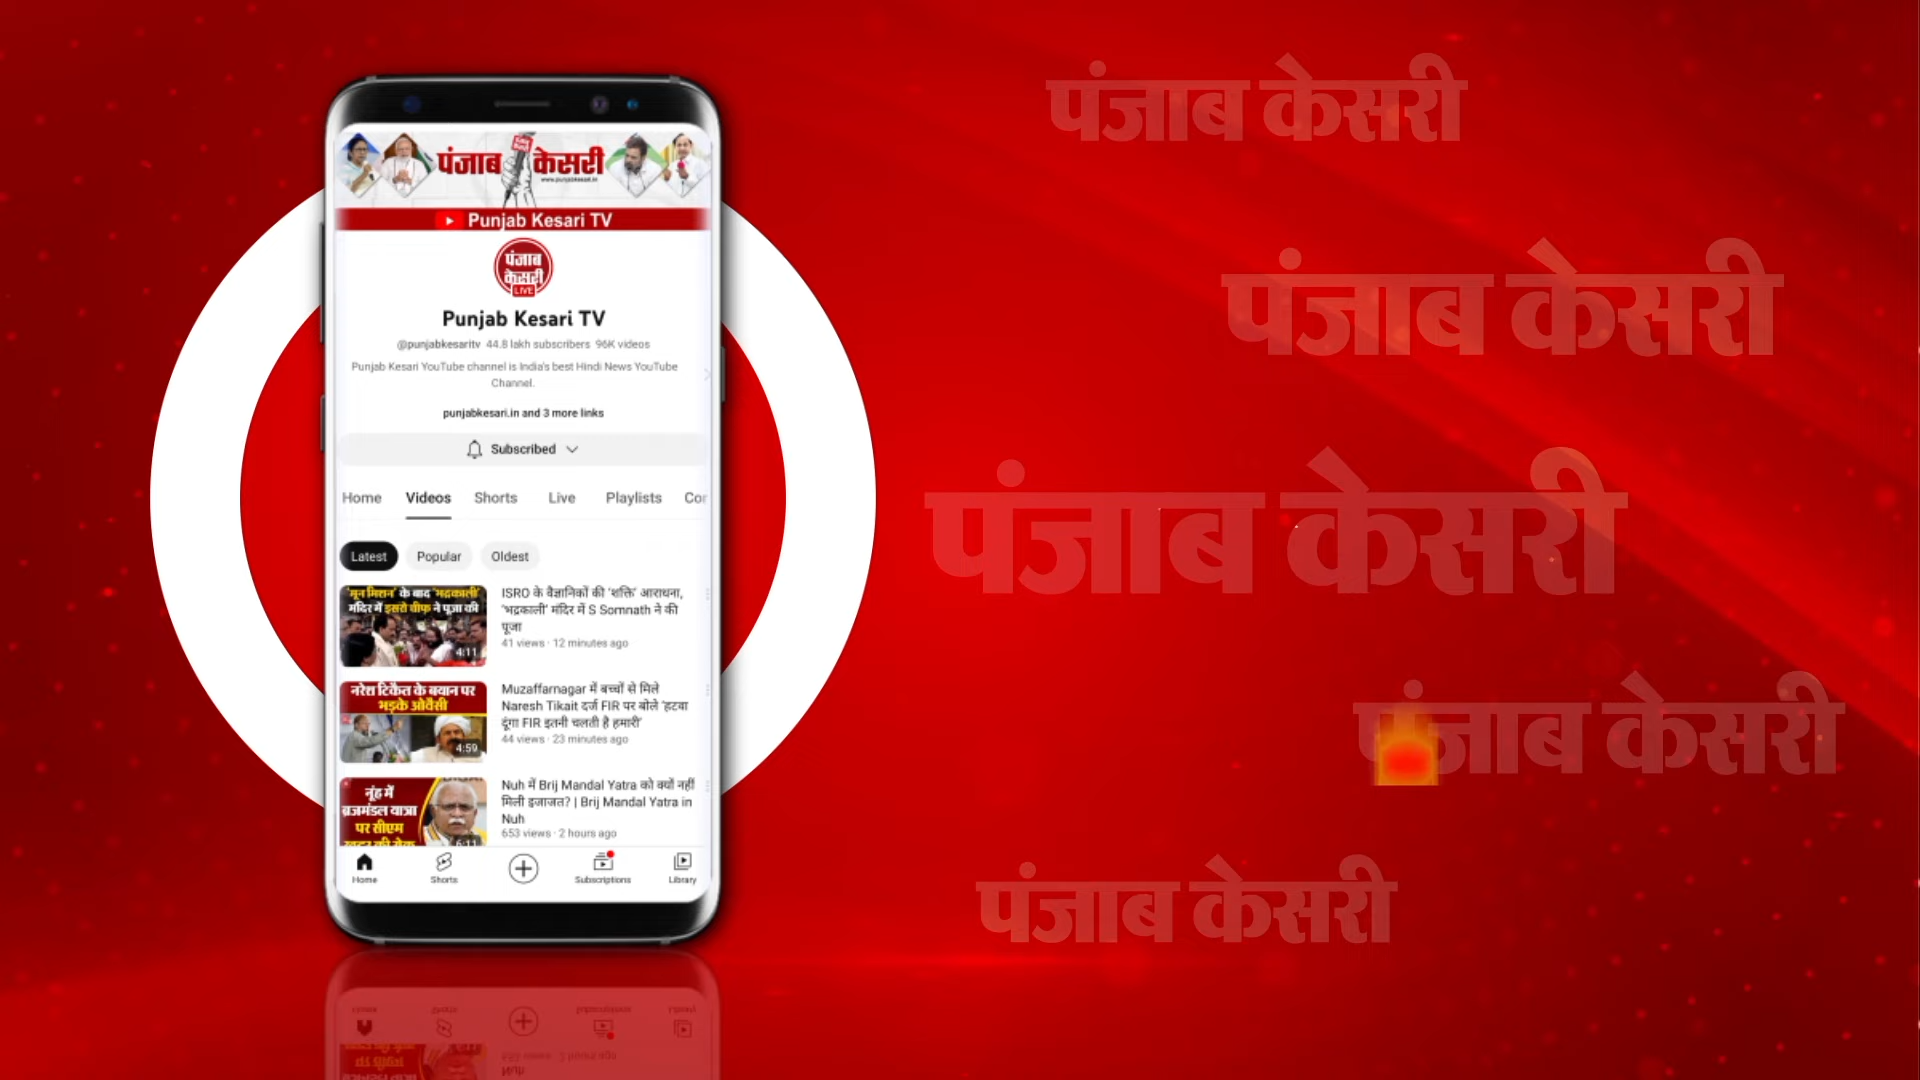 पंजाब केसरी
www.punjabkesari.in
Punjab Kesari TV
पंजाब
केसरी
LIVE
Punjab Kesari TV
@punjabkesaritv 44.8 lakh subscribers 96K videos
Punjab Kesari YouTube channel is India's best Hindi News YouTube
Channel.
punjabkesari.in and 3 more links
Subscribed
Home Videos Shorts Live Playlists Cor
Latest Popular Oldest
'मून मिशन' के बाद 'भद्रकाली'
मंदिर में इसरो चीफ ने पूजा की
4:11
ISRO के वैज्ञानिकों की 'शक्ति' आराधना,
'भद्रकाली' मंदिर में S Somnath ने की
पूजा
41 views · 12 minutes ago
नरेश टिकैत के बयान पर
भड़के ओवैसी
4:59
Muzaffarnagar में बच्चों से मिले
Naresh Tikait दर्ज FIR पर बोले 'हटवा
दूंगा FIR इतनी चलती है हमारी'
44 views · 23 minutes ago
नूंह में
ब्रजमंडल यात्रा
पर सीएम
6:11
Nuh में Brij Mandal Yatra को क्यों नहीं
मिली इजाजत? | Brij Mandal Yatra in
Nuh
653 views · 2 hours ago
Home Shorts Subscriptions Library
पंजाब केसरी
पंजाब केसरी
पंजाब केसरी
पंजाब केसरी
पंजाब केसरी